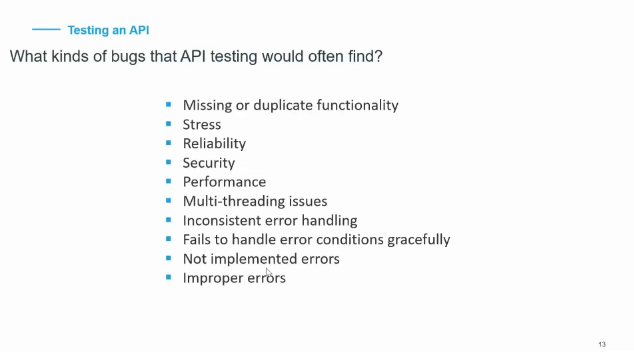 Testing an API
What kinds of bugs that API testing would often find?
Missing or duplicate functionality
Stress
Reliability
Security
Performance
Multi-threading issues
Inconsistent error handling
Fails to handle error conditions gracefully
Not implemented errors
Improper errors
13